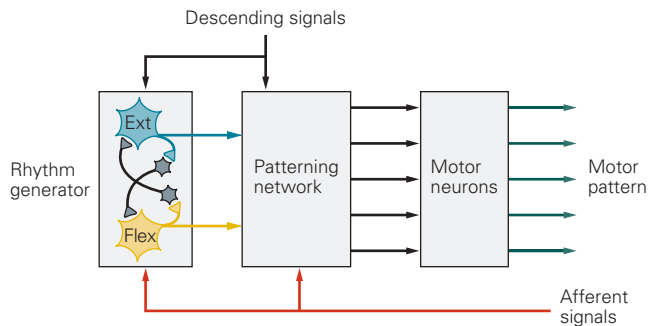 Descending signals
Ext
Rhythm
generator
Flex
Patterning
network
Motor
neurons
Motor
pattern
Afferent
signals